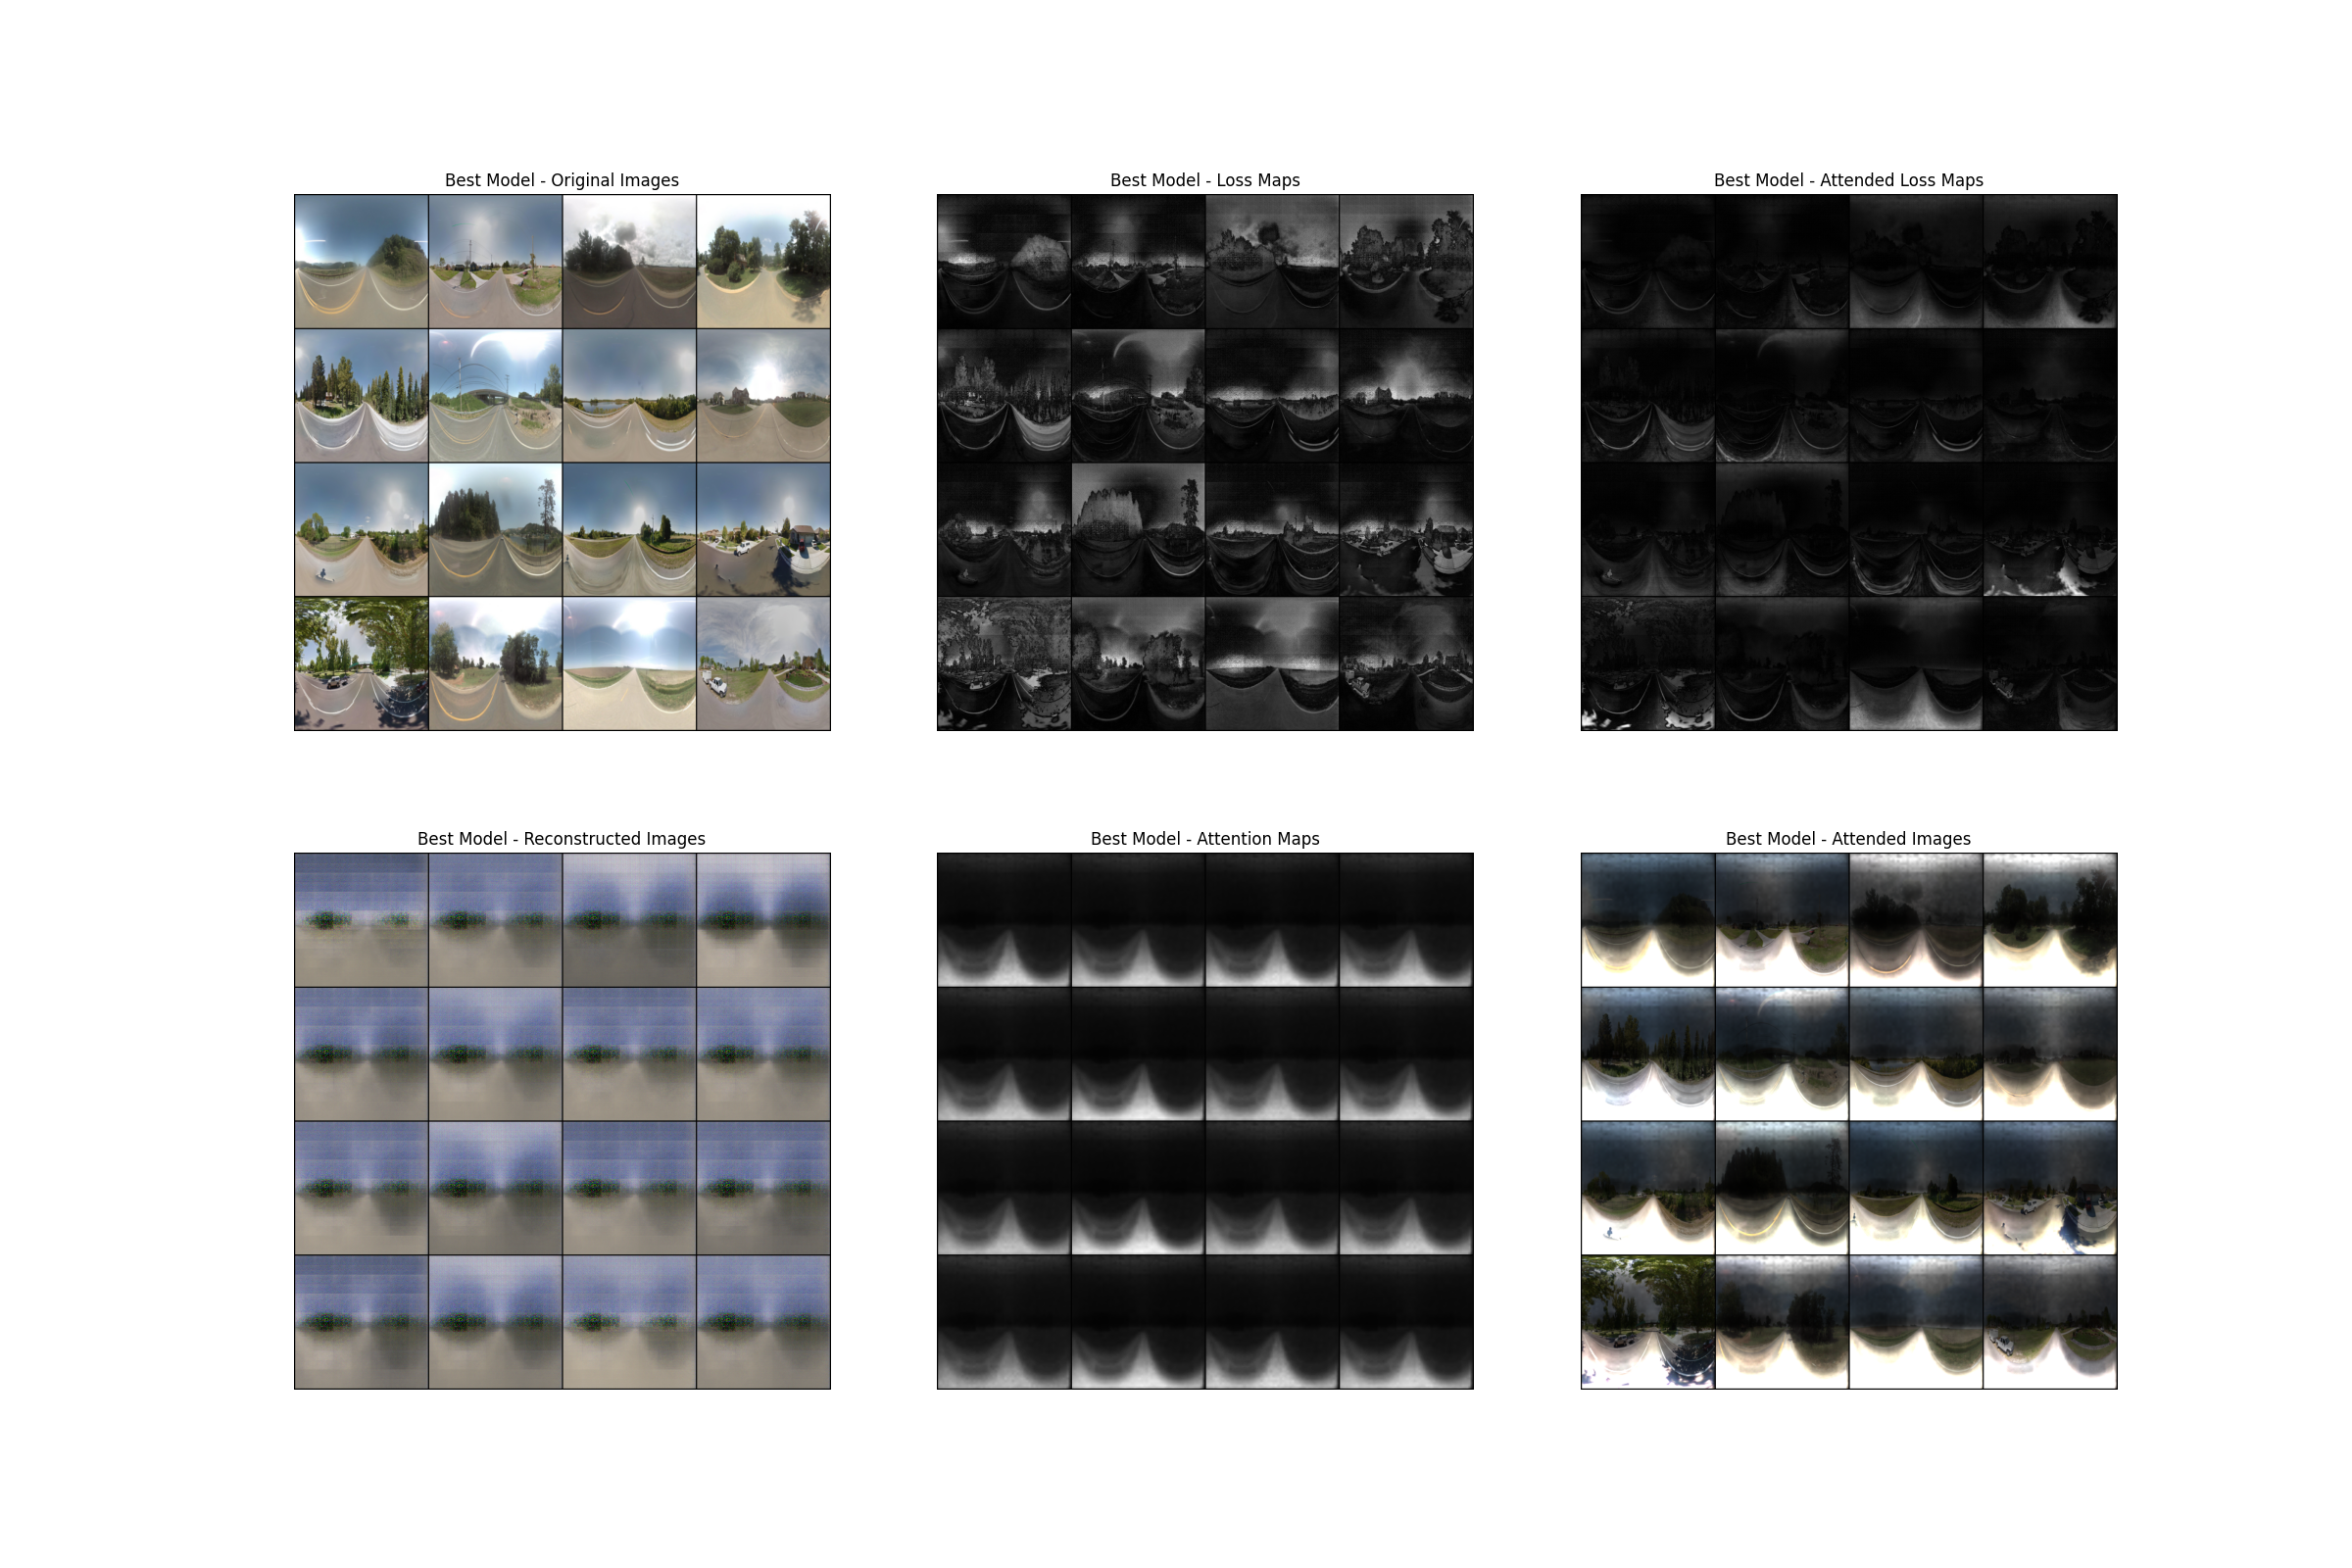 Best Model - Original Images
Best Model - Loss Maps
Best Model - Attended Loss Maps
Best Model - Reconstructed Images
Best Model - Attention Maps
Best Model - Attended Images